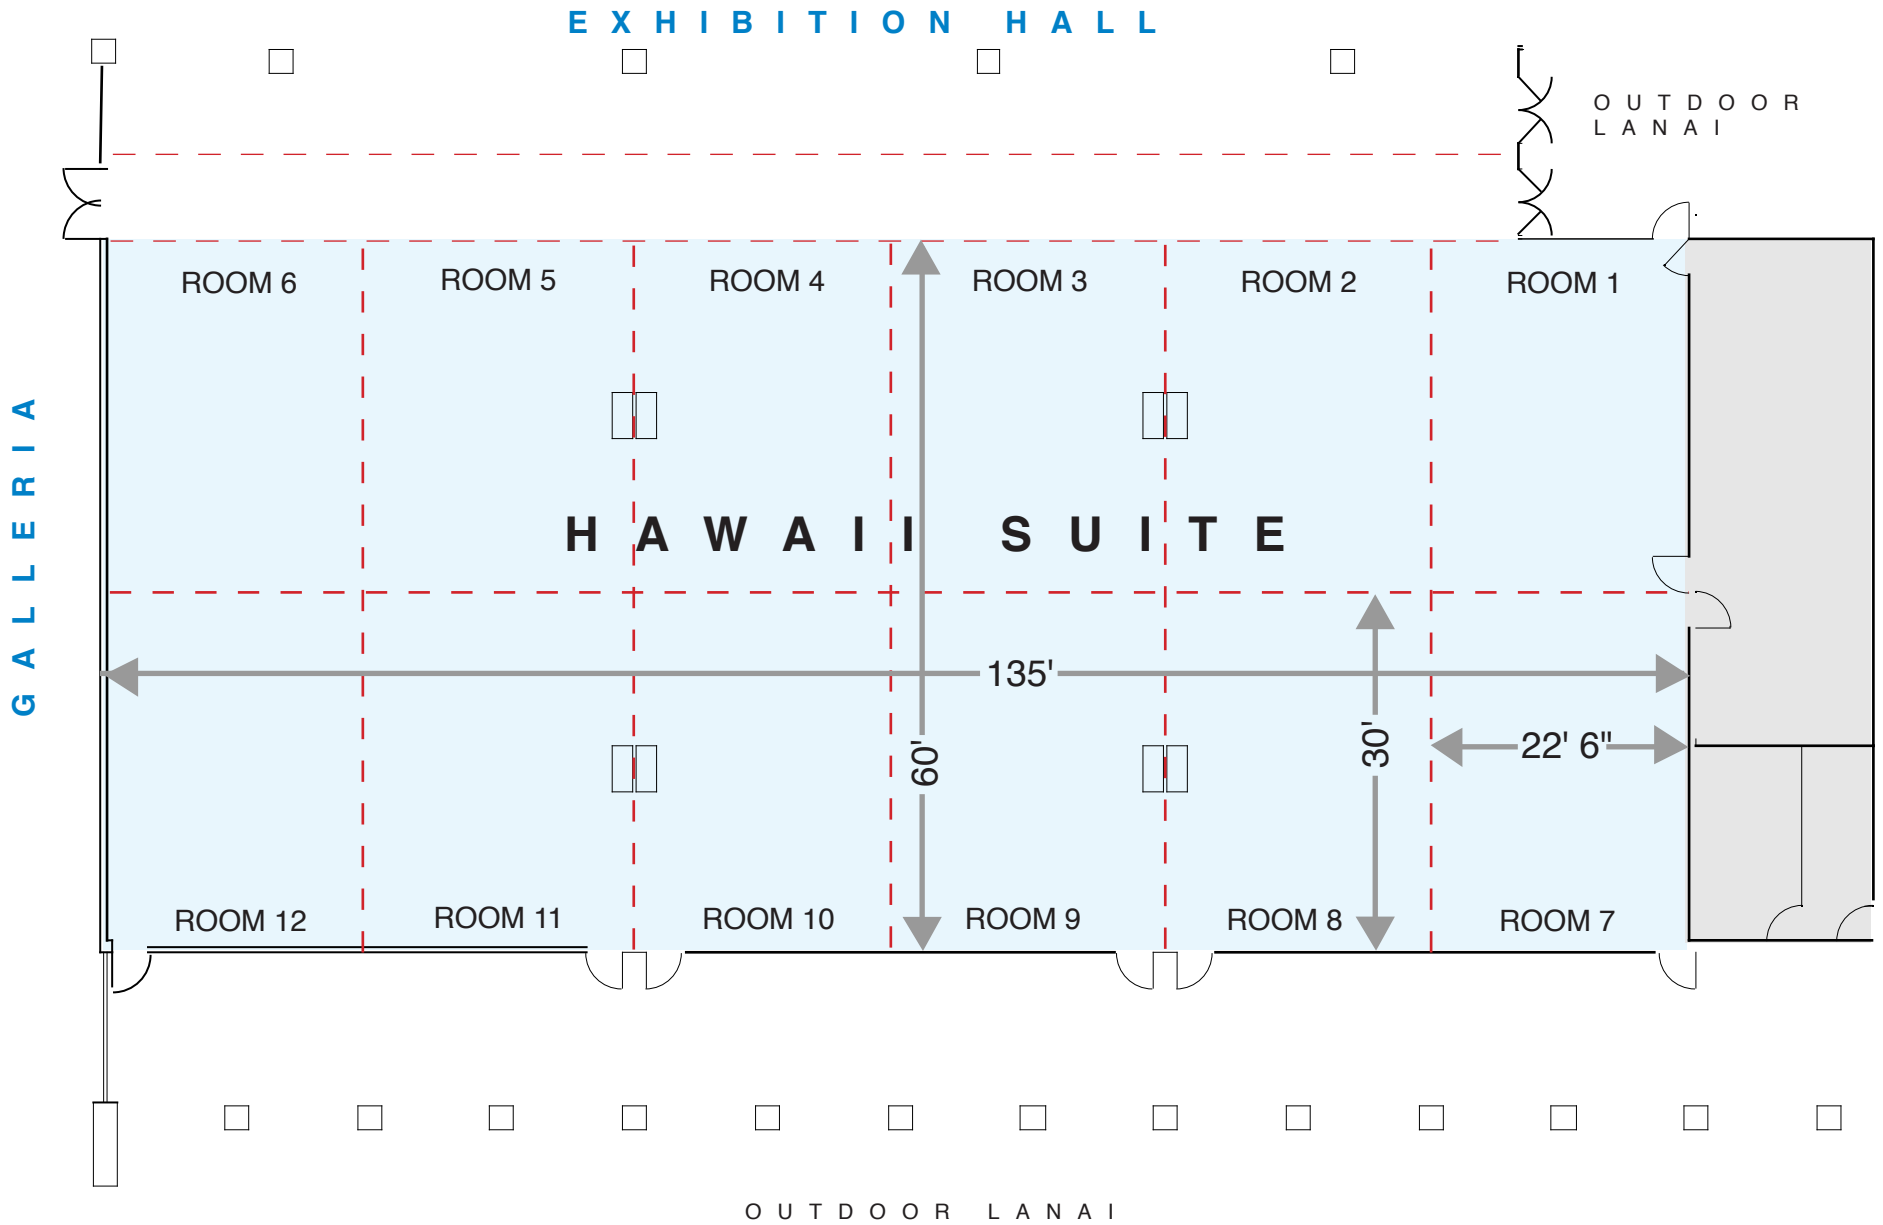 EXHIBITION HALL
OUTDOOR
LANAI
ROOM 6
ROOM 5
ROOM 4
ROOM 3
ROOM 2
ROOM 1
GALLERIA
HAWAII SUITE
135'
60'
30'
22' 6"
ROOM 12
ROOM 11
ROOM 10
ROOM 9
ROOM 8
ROOM 7
OUTDOOR LANAI